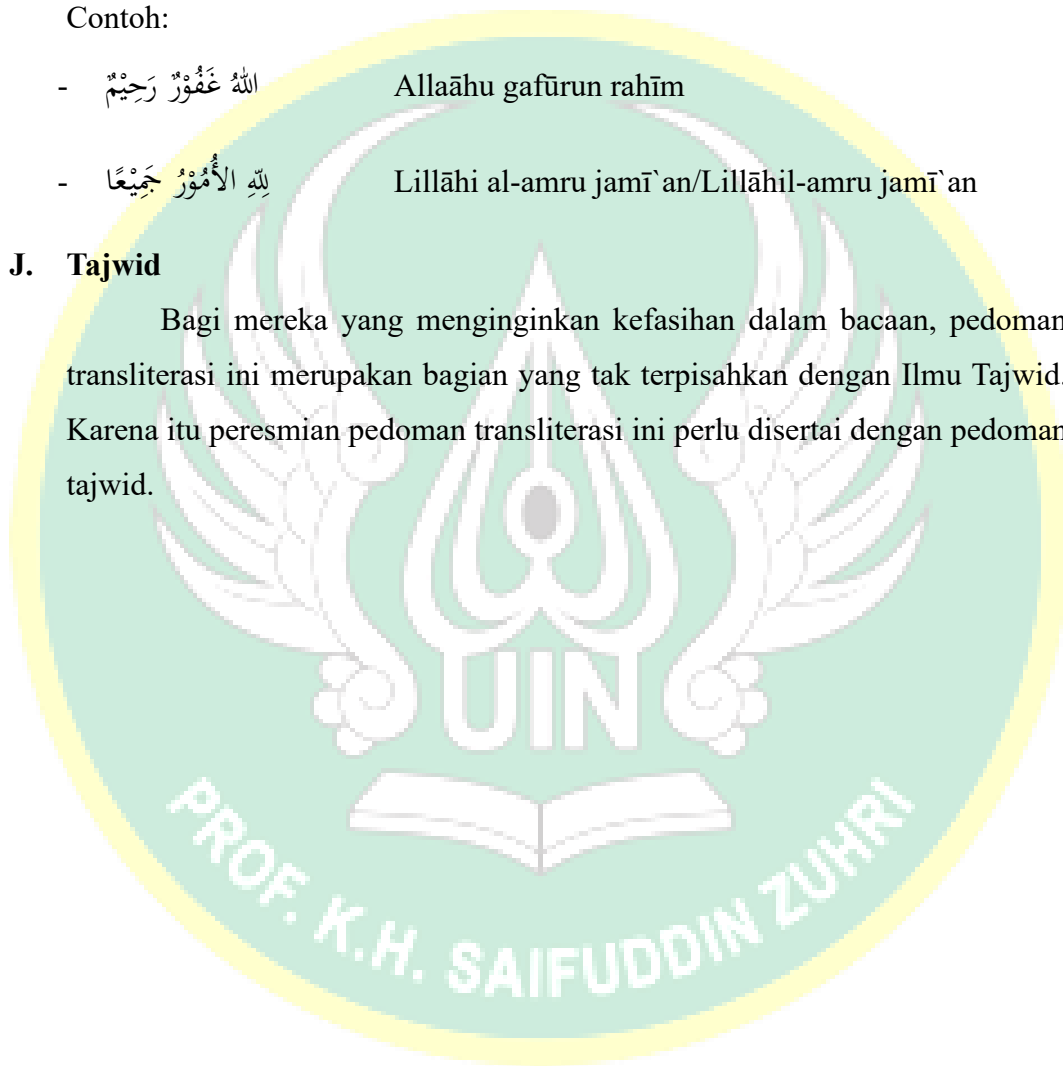 Contoh:
- اللهُ غَفُوْرٌ رَحِيْمٌ Allaāhu gafūrun rahīm
- لِلّهِ الأُمُوْرُ جَمِيْعًا Lillāhi al-amru jamī`an/Lillāhil-amru jamī`an
J. Tajwid
Bagi mereka yang menginginkan kefasihan dalam bacaan, pedoman
transliterasi ini merupakan bagian yang tak terpisahkan dengan Ilmu Tajwid.
Karena itu peresmian pedoman transliterasi ini perlu disertai dengan pedoman
tajwid.
UIN
PROF. K.H. SAIFUDDIN ZUHRI